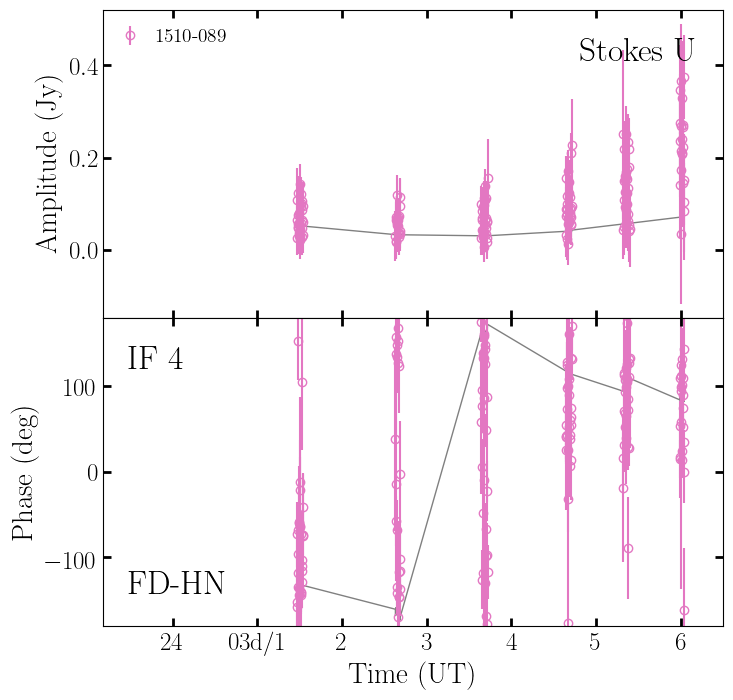 1510-089
Stokes U
0.4
0.2
0.0
Amplitude (Jy)
IF 4
100
0
−100
Phase (deg)
FD-HN
24 03d/1 2 3 4 5 6
Time (UT)